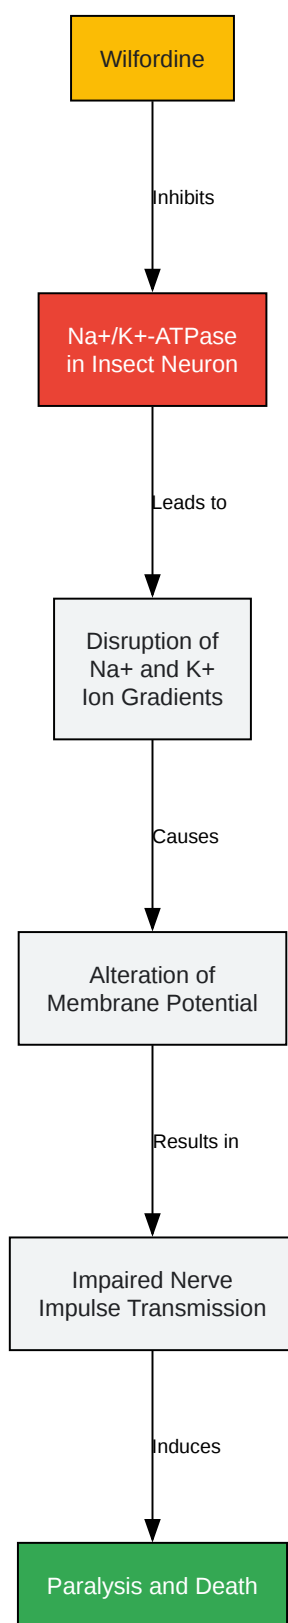 Wilfordine
Inhibits
Na+/K+-ATPase
in Insect Neuron
Leads to
Disruption of
Na+ and K+
Ion Gradients
Causes
Alteration of
Membrane Potential
Results in
Impaired Nerve
Impulse Transmission
Induces
Paralysis and Death